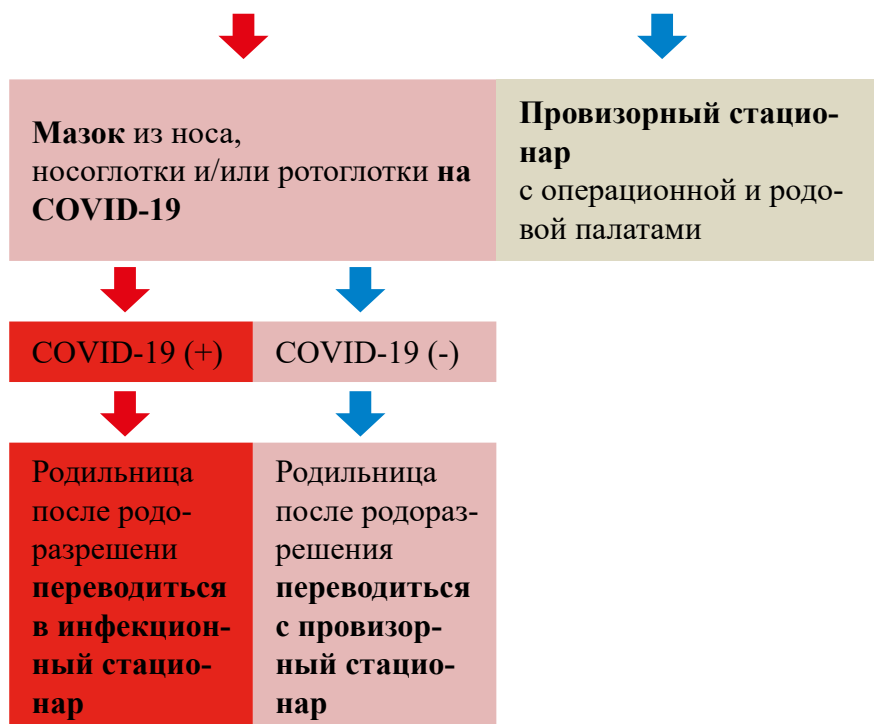 Мазок из носа,
носоглотки и/или ротоглотки на
COVID-19
Провизорный стацио-
нар
с операционной и родо-
вой палатами
COVID-19 (+)
COVID-19 (-)
Родильница
после родо-
разрешени
переводиться
в инфекцион-
ный стацио-
нар
Родильница
после родораз-
решения
переводиться
с провизор-
ный стацио-
нар